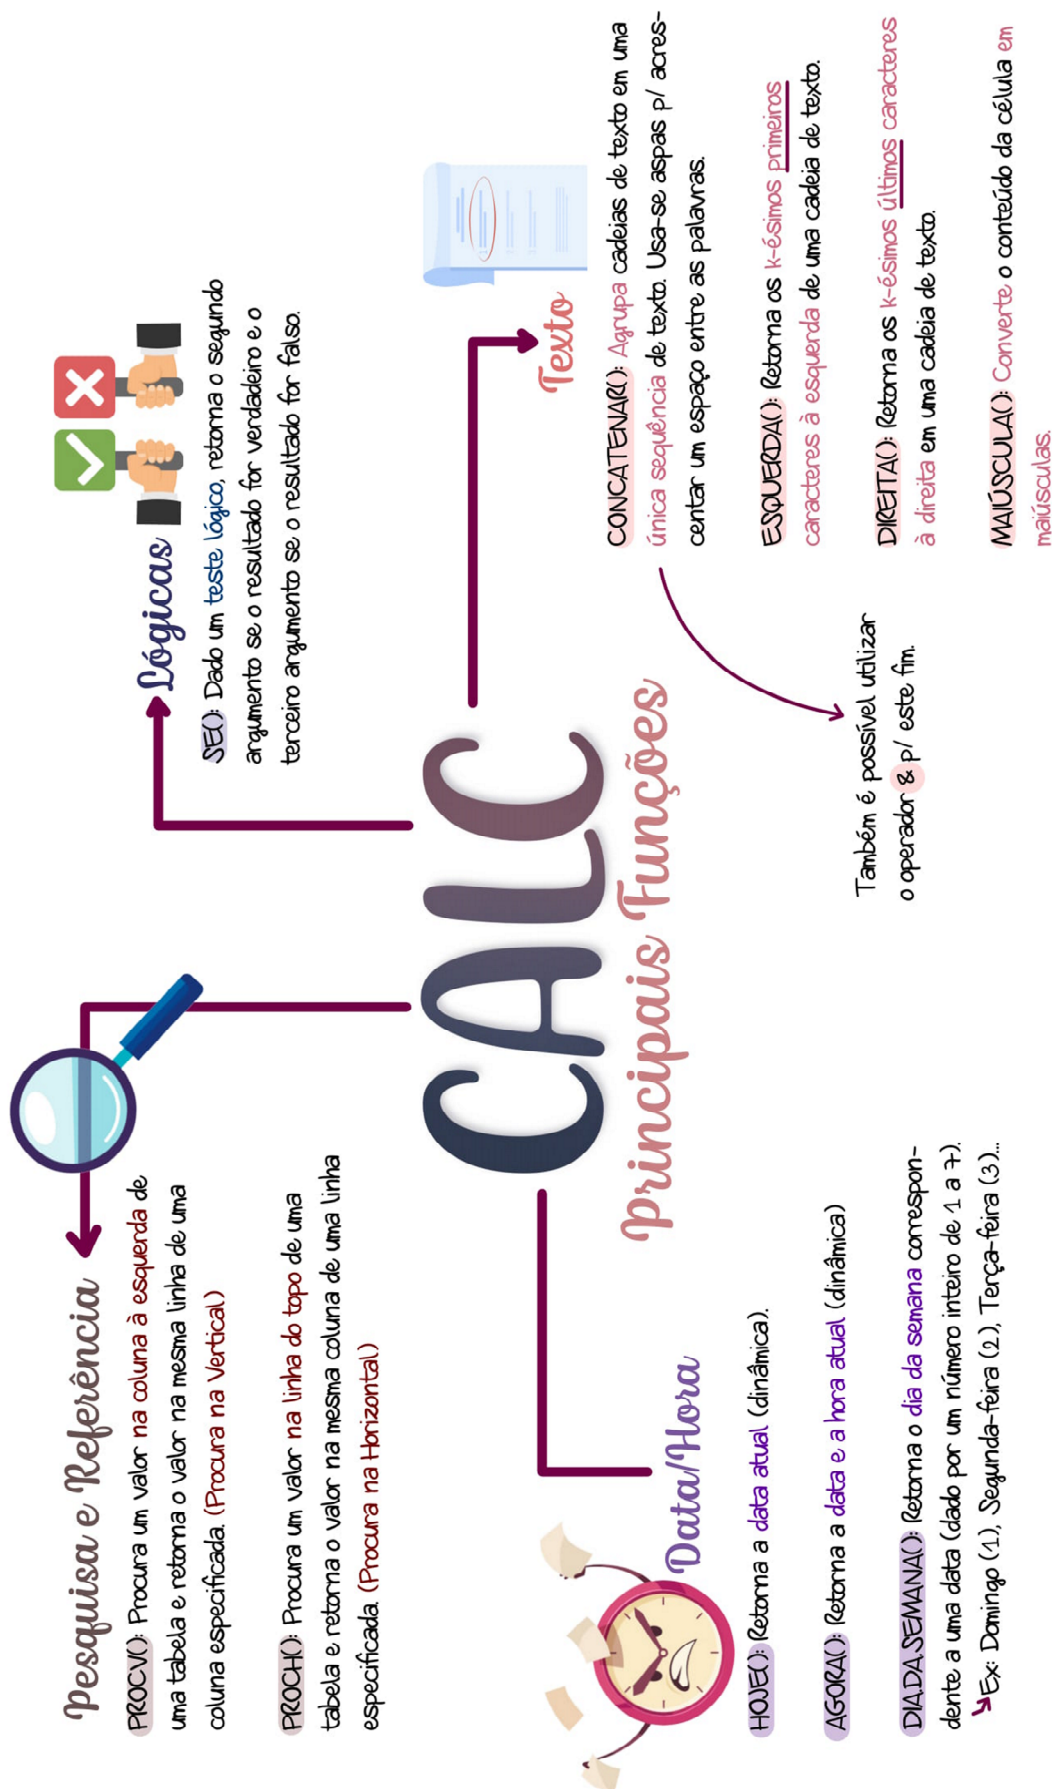 CALC
Principais Funções
Pesquisa e Referência
PROCV(): Procura um valor na coluna à esquerda de
uma tabela e retorna o valor na mesma linha de uma
coluna especificada. (Procura na Vertical)
PROCH(): Procura um valor na linha do topo de uma
tabela e retorna o valor na mesma coluna de uma linha
especificada. (Procura na Horizontal)
Lógicas
SE(): Dado um teste lógico, retorna o segundo
argumento se o resultado for verdadeiro e o
terceiro argumento se o resultado for falso.
Data/Hora
HOJE(): Retorna a data atual (dinâmica).
AGORA(): Retorna a data e a hora atual (dinâmica)
DIA.DA.SEMANA(): Retorna o dia da semana correspon-
dente a uma data (dado por um número inteiro de 1 a 7).
Ex: Domingo (1), Segunda-feira (2), Terça-feira (3)...
Texto
CONCATENAR(): Agrupa cadeias de texto em uma
única sequência de texto. Usa-se aspas p/ acres-
centar um espaço entre as palavras.
Também é possível utilizar
o operador & p/ este fim.
ESQUERDA(): Retorna os k-ésimos primeiros
caracteres à esquerda de uma cadeia de texto.
DIREITA(): Retorna os k-ésimos últimos caracteres
à direita em uma cadeia de texto.
MAIÚSCULA(): Converte o conteúdo da célula em
maiúsculas.